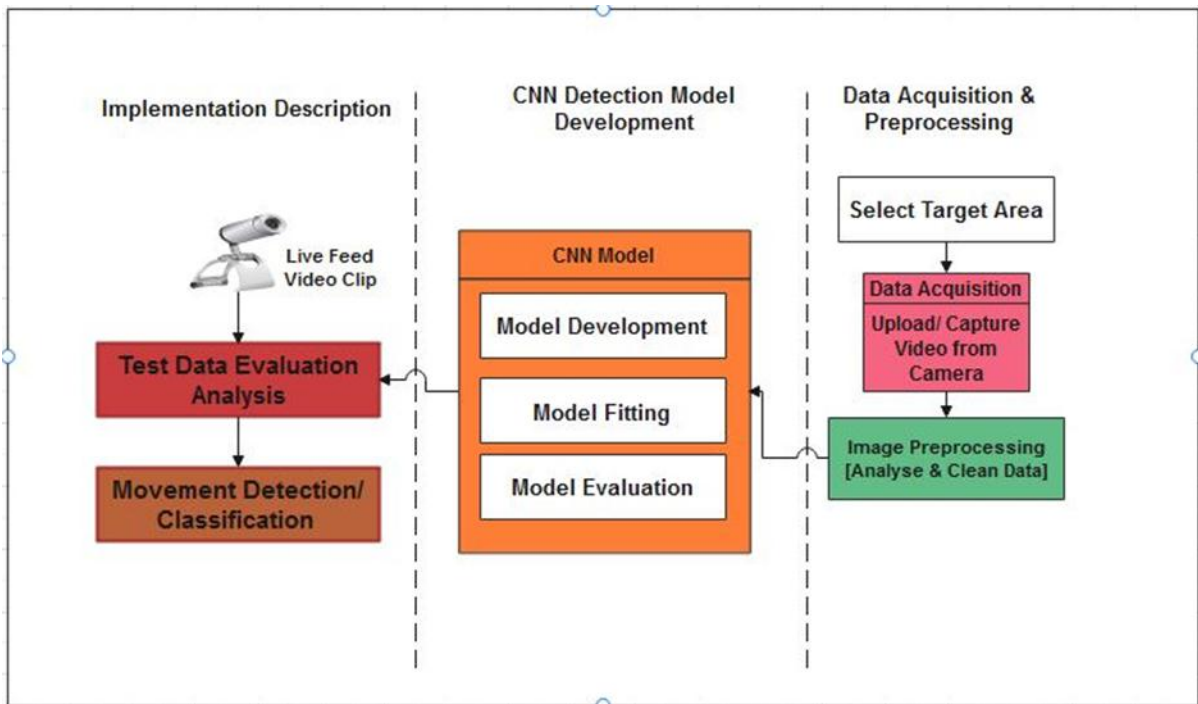 Implementation Description
CNN Detection Model
Development
Data Acquisition &
Preprocessing
Live Feed
Video Clip
Test Data Evaluation
Analysis
Movement Detection/
Classification
CNN Model
Model Development
Model Fitting
Model Evaluation
Select Target Area
Data Acquisition
Upload/ Capture
Video from
Camera
Image Preprocessing
[Analyse & Clean Data]